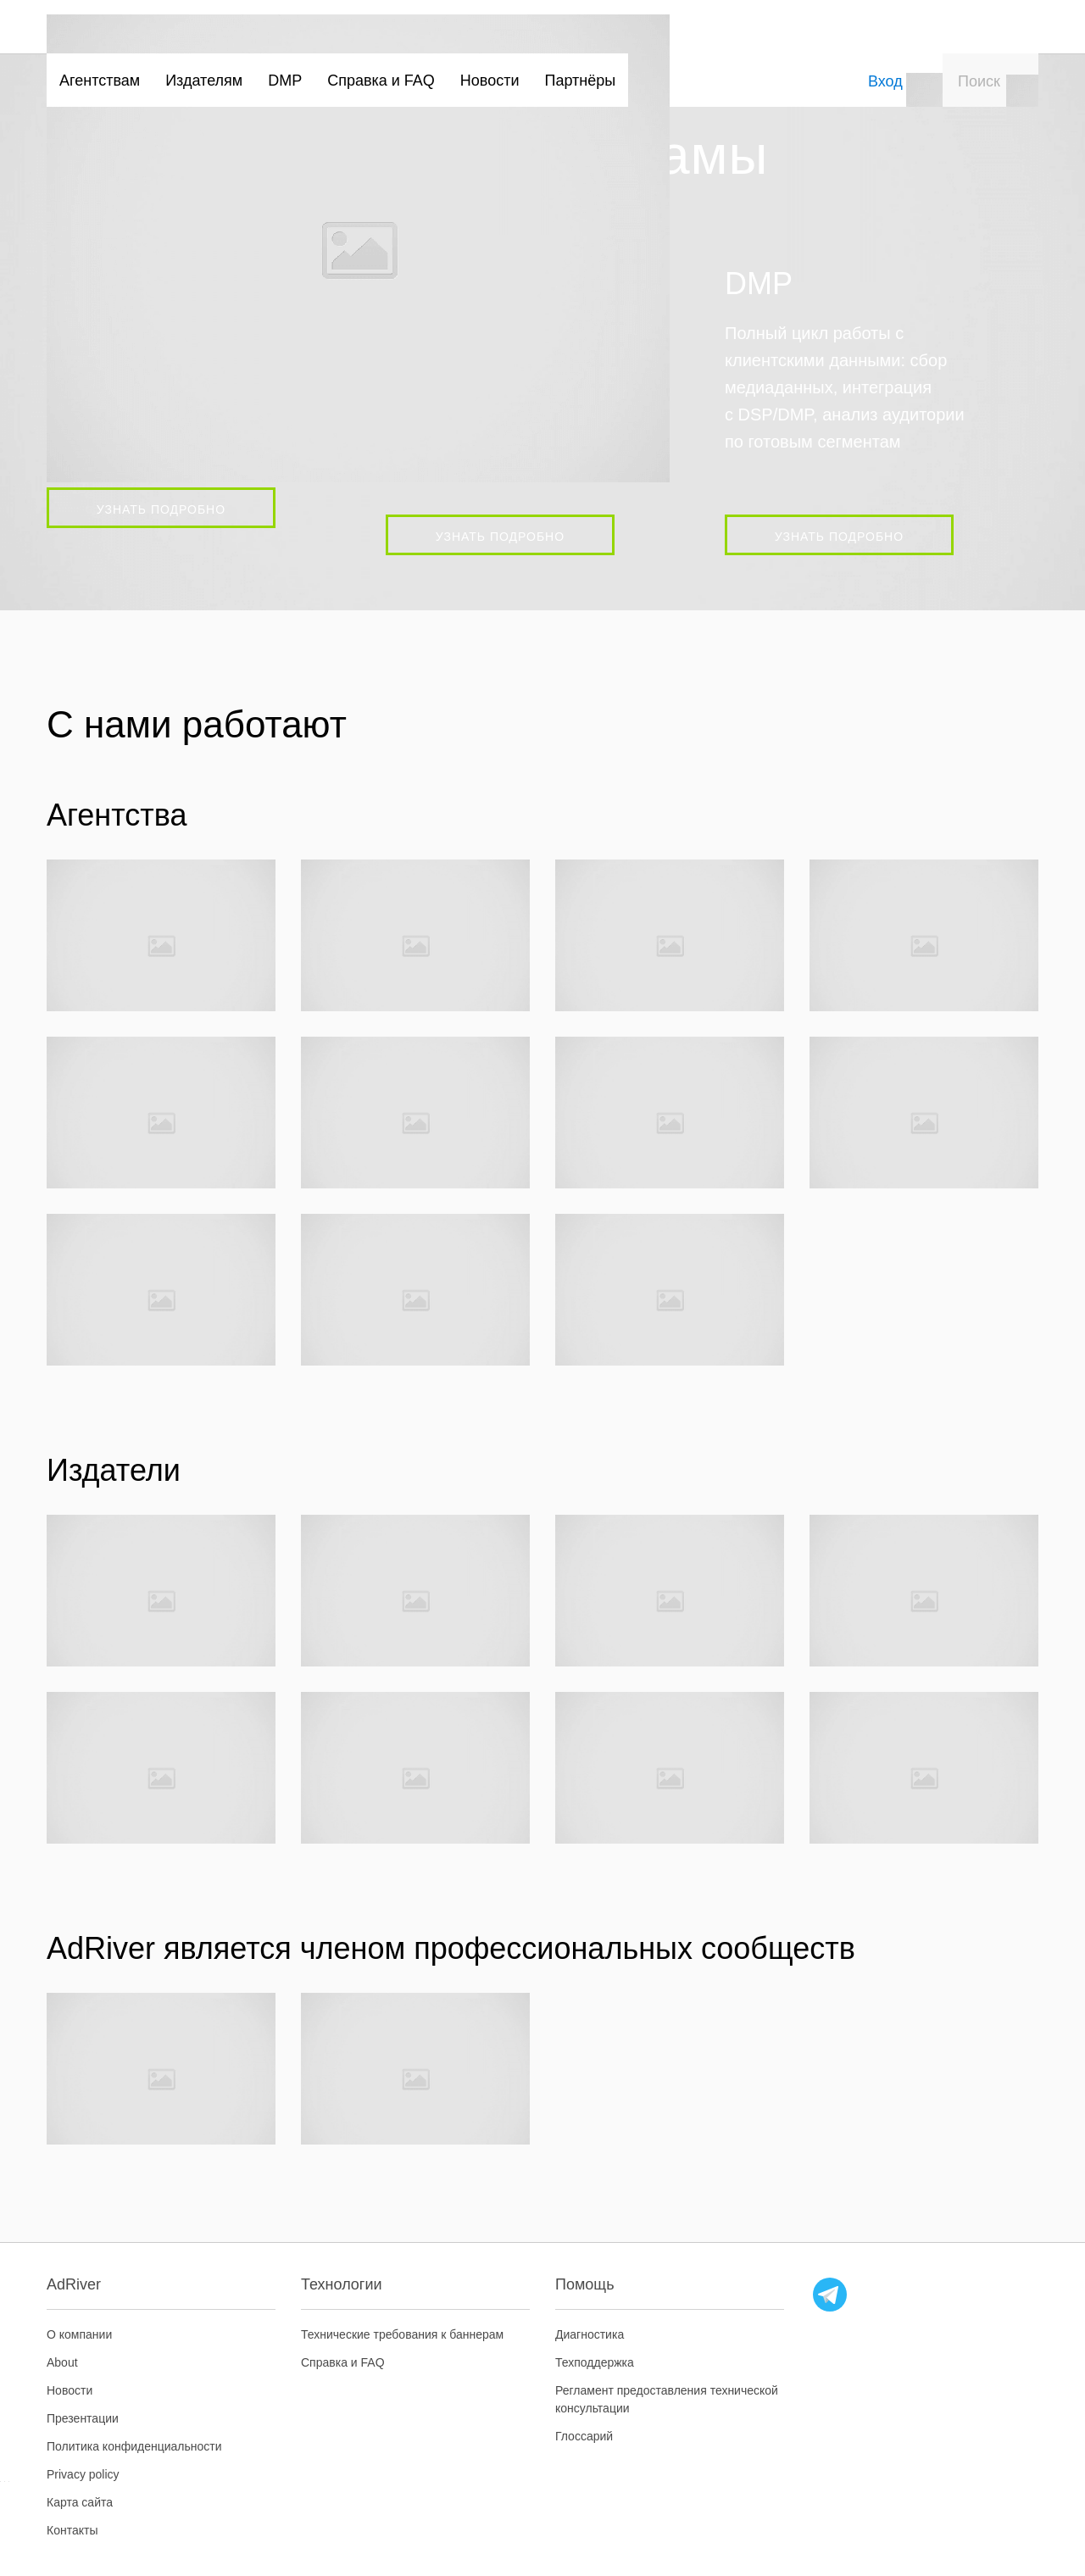 Агентствам Издателям DMP Справка и FAQ Новости Партнёры Вход Поиск
амы
DMP
Полный цикл работы с
клиентскими данными: сбор
медиаданных, интеграция
с DSP/DMP, анализ аудитории
по готовым сегментам
УЗНАТЬ ПОДРОБНО
УЗНАТЬ ПОДРОБНО
УЗНАТЬ ПОДРОБНО
С нами работают
Агентства
Издатели
AdRiver является членом профессиональных сообществ
AdRiver
О компании
About
Новости
Презентации
Политика конфиденциальности
Privacy policy
Карта сайта
Контакты
Технологии
Технические требования к баннерам
Справка и FAQ
Помощь
Диагностика
Техподдержка
Регламент предоставления технической
консультации
Глоссарий